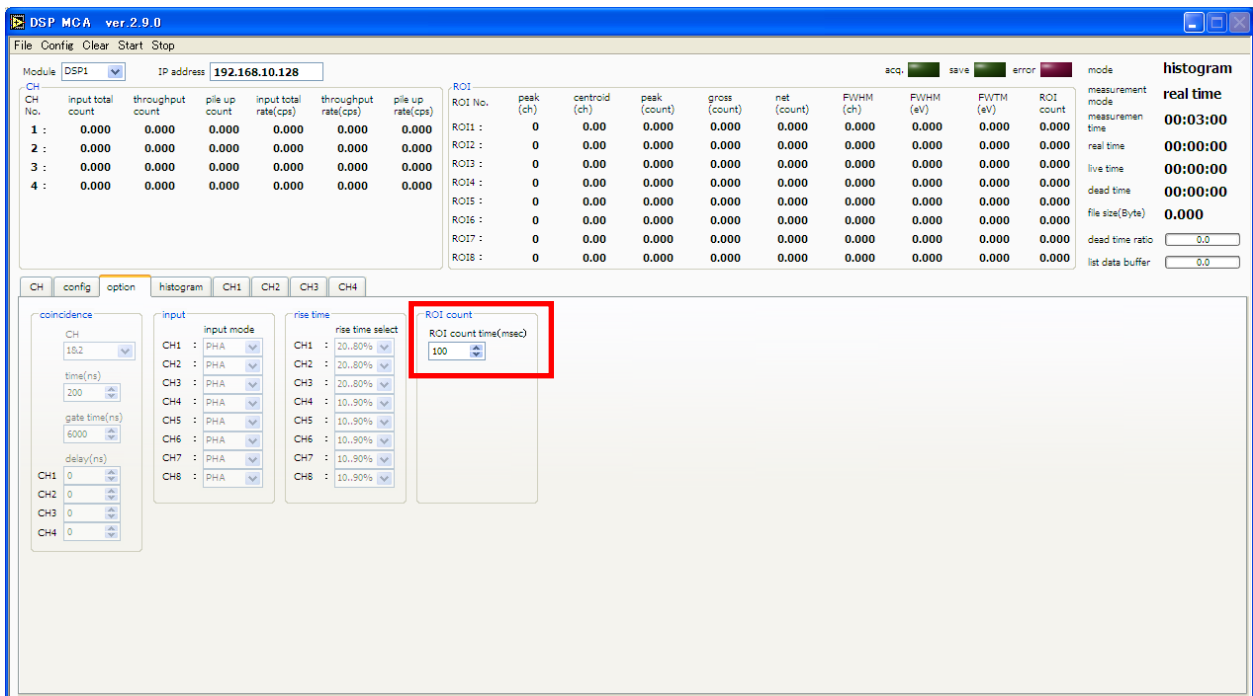 DSP MCA ver.2.9.0
File Config Clear Start Stop
Module DSP1 IP address 192.168.10.128 acq. save error mode histogram
CH
CH No. input total count throughput count pile up count input total rate(cps) throughput rate(cps) pile up rate(cps)
1 : 0.000 0.000 0.000 0.000 0.000 0.000
2 : 0.000 0.000 0.000 0.000 0.000 0.000
3 : 0.000 0.000 0.000 0.000 0.000 0.000
4 : 0.000 0.000 0.000 0.000 0.000 0.000
ROI
ROI No. peak (ch) centroid (ch) peak (count) gross (count) net (count) FWHM (ch) FWHM (eV) FWTM (eV) ROI count
ROI1 : 0 0.00 0.000 0.000 0.000 0.000 0.000 0.000 0.000
ROI2 : 0 0.00 0.000 0.000 0.000 0.000 0.000 0.000 0.000
ROI3 : 0 0.00 0.000 0.000 0.000 0.000 0.000 0.000 0.000
ROI4 : 0 0.00 0.000 0.000 0.000 0.000 0.000 0.000 0.000
ROI5 : 0 0.00 0.000 0.000 0.000 0.000 0.000 0.000 0.000
ROI6 : 0 0.00 0.000 0.000 0.000 0.000 0.000 0.000 0.000
ROI7 : 0 0.00 0.000 0.000 0.000 0.000 0.000 0.000 0.000
ROI8 : 0 0.00 0.000 0.000 0.000 0.000 0.000 0.000 0.000
measurement mode real time
measuremen time 00:03:00
real time 00:00:00
live time 00:00:00
dead time 00:00:00
file size(Byte) 0.000
dead time ratio 0.0
list data buffer 0.0
CH config option histogram CH1 CH2 CH3 CH4
coincidence
CH
1&2
time(ns)
200
gate time(ns)
6000
delay(ns)
CH1 0
CH2 0
CH3 0
CH4 0
input
input mode
CH1 : PHA
CH2 : PHA
CH3 : PHA
CH4 : PHA
CH5 : PHA
CH6 : PHA
CH7 : PHA
CH8 : PHA
rise time
rise time select
CH1 : 20..80%
CH2 : 20..80%
CH3 : 20..80%
CH4 : 10..90%
CH5 : 10..90%
CH6 : 10..90%
CH7 : 10..90%
CH8 : 10..90%
ROI count
ROI count time(msec)
100